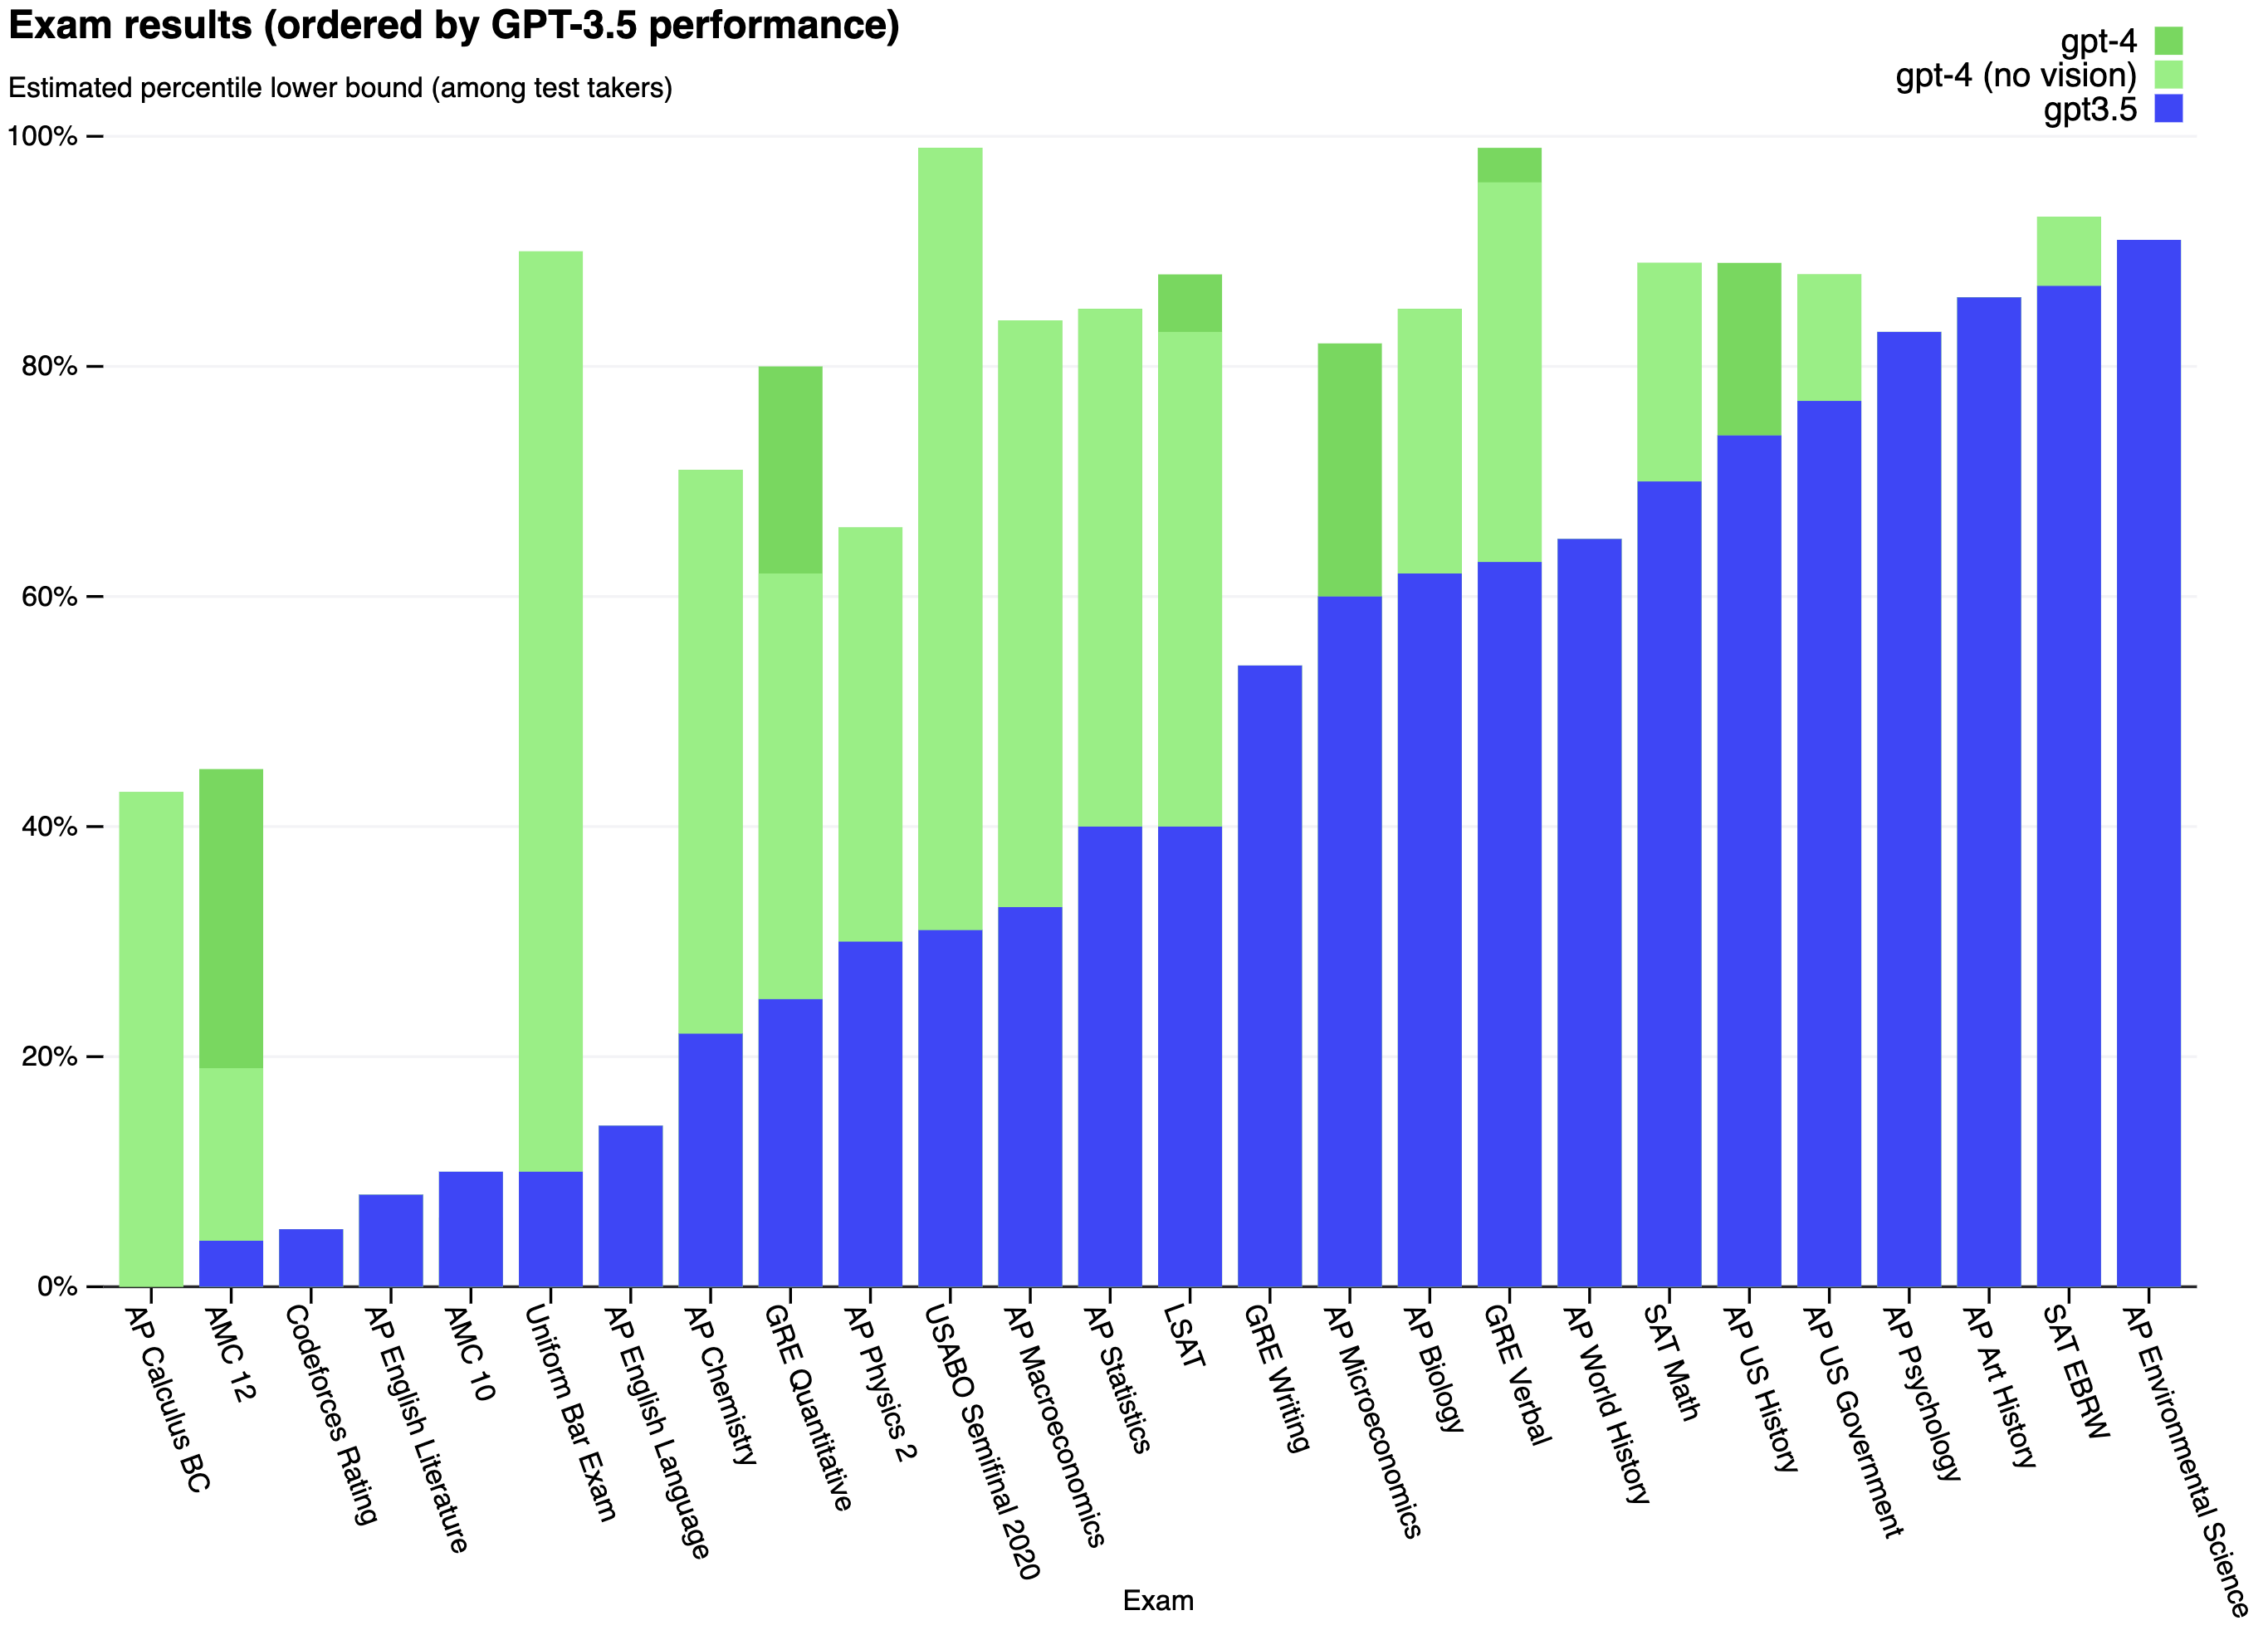 Exam results (ordered by GPT-3.5 performance)
Estimated percentile lower bound (among test takers)
gpt-4
gpt-4 (no vision)
gpt3.5
100%
80%
60%
40%
20%
0%
AP Calculus BC
AMC 12
Codeforces Rating
AP English Literature
AMC 10
Uniform Bar Exam
AP English Language
AP Chemistry
GRE Quantitative
AP Physics 2
USABO Semifinal 2020
AP Macroeconomics
AP Statistics
LSAT
GRE Writing
AP Microeconomics
AP Biology
GRE Verbal
AP World History
SAT Math
AP US History
AP US Government
AP Psychology
AP Art History
SAT EBRW
AP Environmental Science
Exam